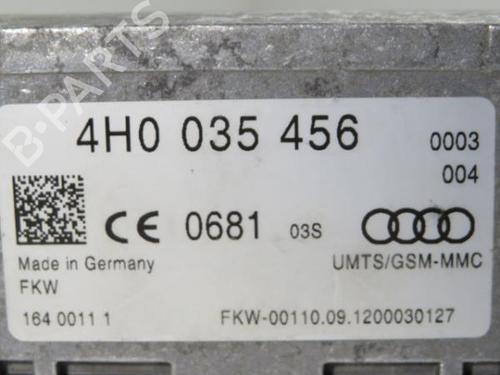 B-PARTS
4H0 035 456 0003
004
CE 0681 03S
Made in Germany UMTS/GSM-MMC
FKW
164 0011 1 FKW-00110.09.1200030127